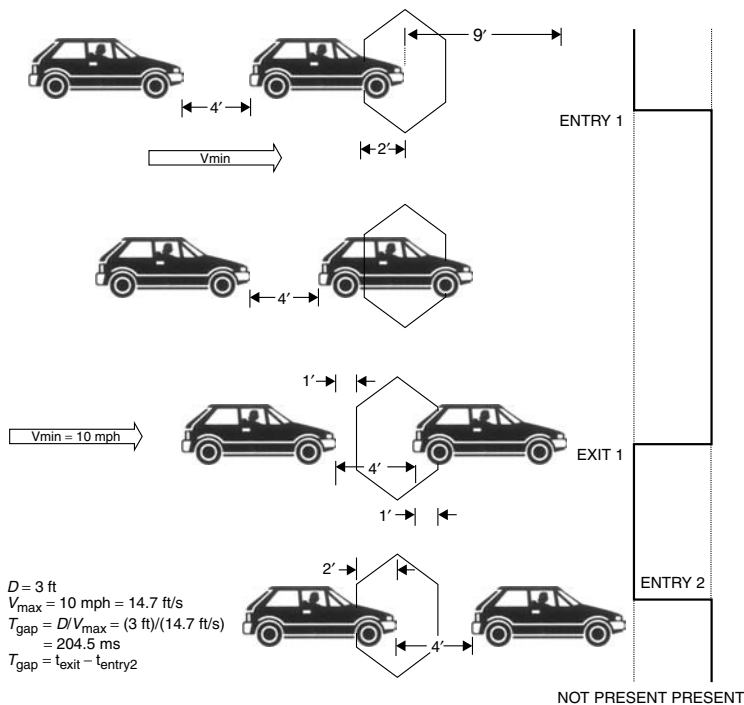 9′
4′
ENTRY 1
2′
Vmin
4′
1′
Vmin = 10 mph
4′
EXIT 1
1′
2′
ENTRY 2
D = 3 ft
Vmax = 10 mph = 14.7 ft/s
Tgap = D/Vmax = (3 ft)/(14.7 ft/s)
= 204.5 ms
Tgap = texit – tentry2
4′
NOT PRESENT PRESENT